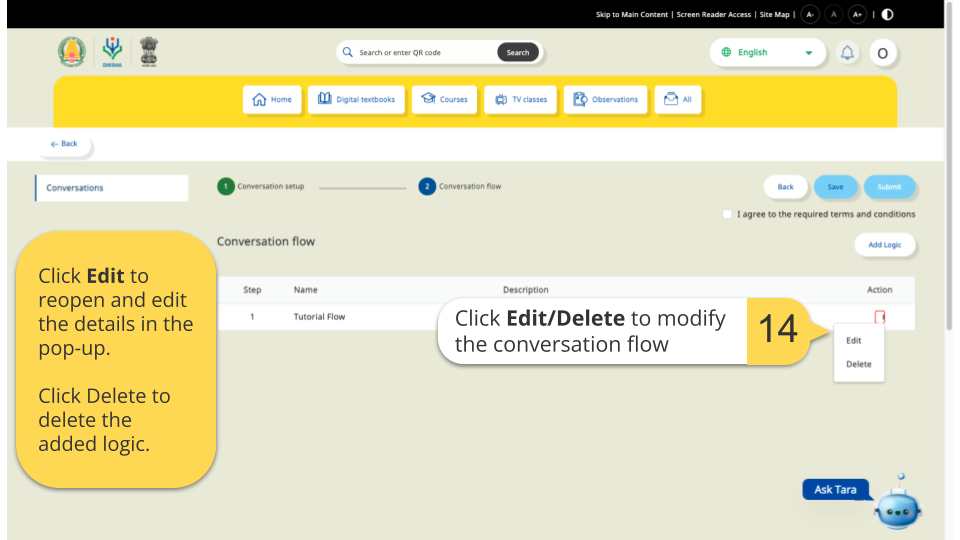 Skip to Main Content | Screen Reader Access | Site Map | A- A A+ |
DIKSHA
Search or enter QR code Search
English
O
Home Digital textbooks Courses TV classes Observations All
← Back
Conversations
1 Conversation setup 2 Conversation flow
Back Save Submit
I agree to the required terms and conditions
Conversation flow
Add Logic
Step Name Description Action
1 Tutorial Flow
Click Edit to
reopen and edit
the details in the
pop-up.
Click Delete to
delete the
added logic.
Click Edit/Delete to modify
the conversation flow
14
Edit
Delete
Ask Tara